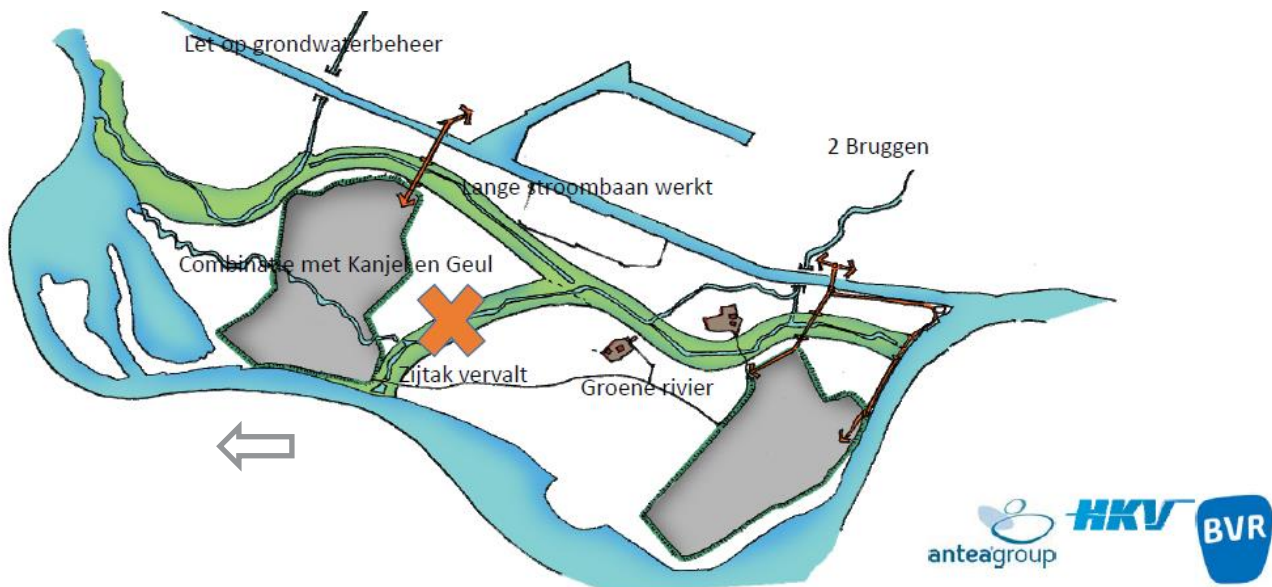 Let op grondwaterbeheer
2 Bruggen
Lange stroombaan werkt
Combinatie met Kanjel en Geul
Zijtak vervalt
Groene rivier
anteagroup
HKV
BVR